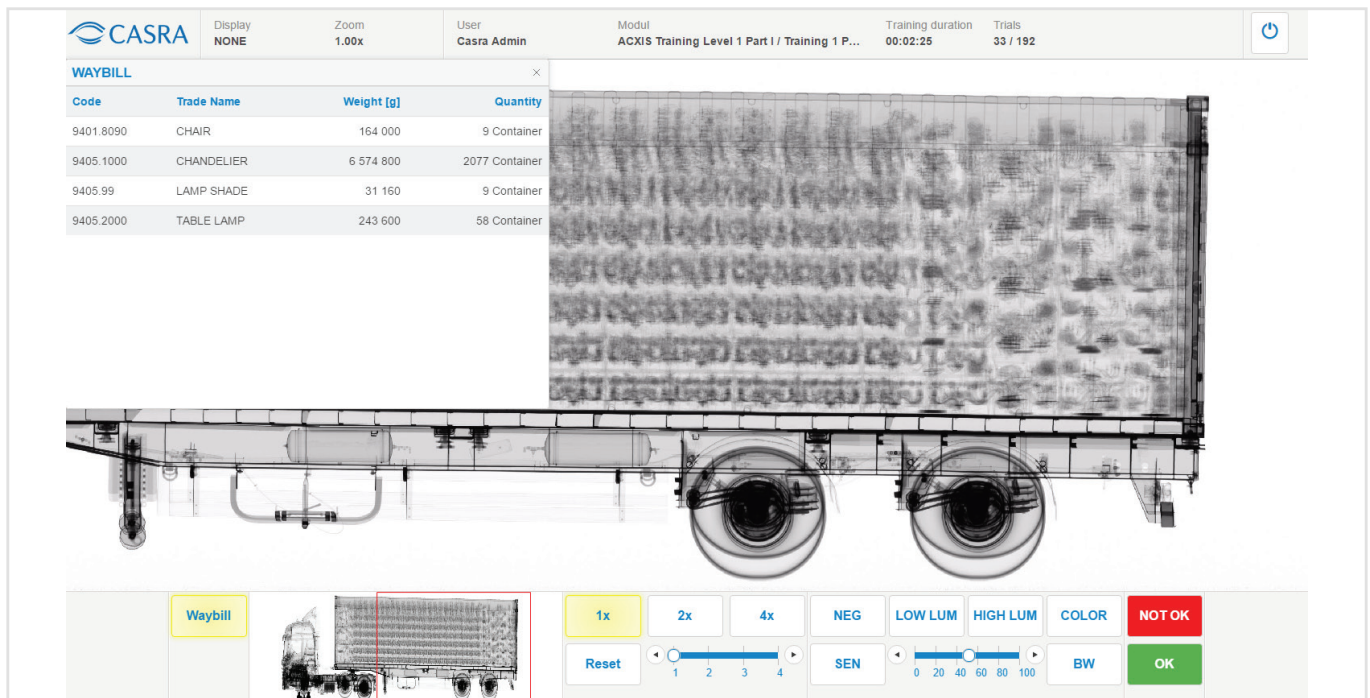 CASRA
Display
NONE
Zoom
1.00x
User
Casra Admin
Modul
ACXIS Training Level 1 Part I / Training 1 P...
Training duration
00:02:25
Trials
33 / 192
WAYBILL ×
Code Trade Name Weight [g] Quantity
9401.8090 CHAIR 164 000 9 Container
9405.1000 CHANDELIER 6 574 800 2077 Container
9405.99 LAMP SHADE 31 160 9 Container
9405.2000 TABLE LAMP 243 600 58 Container
Waybill
1x 2x 4x NEG LOW LUM HIGH LUM COLOR NOT OK
Reset 1 2 3 4 SEN 0 20 40 60 80 100 BW OK